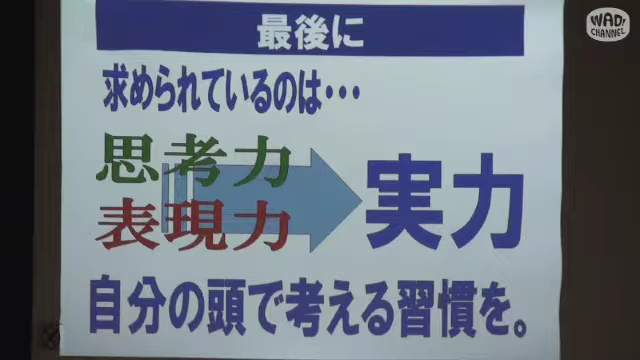 最後に
WAD!
CHANNEL
求められているのは・・・
思考力
表現力
実力
自分の頭で考える習慣を。